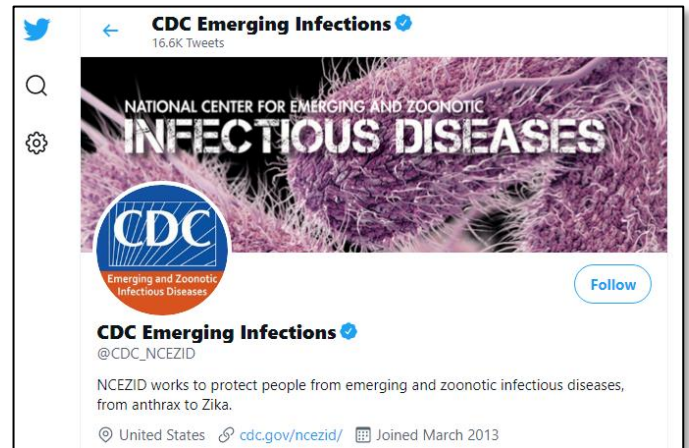 CDC Emerging Infections
16.6K Tweets
NATIONAL CENTER FOR EMERGING AND ZOONOTIC
INFECTIOUS DISEASES
CDC
Emerging and Zoonotic
Infectious Diseases
Follow
CDC Emerging Infections
@CDC_NCEZID
NCEZID works to protect people from emerging and zoonotic infectious diseases,
from anthrax to Zika.
United States cdc.gov/ncezid/ Joined March 2013